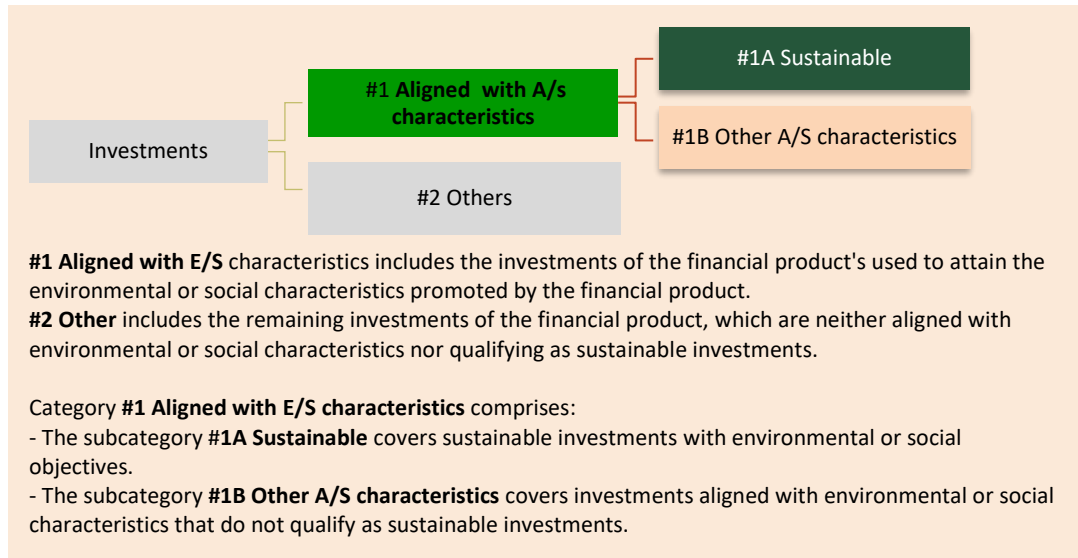 #1A Sustainable
#1 Aligned with A/s
characteristics
#1B Other A/S characteristics
Investments
#2 Others
#1 Aligned with E/S characteristics includes the investments of the financial product's used to attain the
environmental or social characteristics promoted by the financial product.
#2 Other includes the remaining investments of the financial product, which are neither aligned with
environmental or social characteristics nor qualifying as sustainable investments.
Category #1 Aligned with E/S characteristics comprises:
- The subcategory #1A Sustainable covers sustainable investments with environmental or social
objectives.
- The subcategory #1B Other A/S characteristics covers investments aligned with environmental or social
characteristics that do not qualify as sustainable investments.